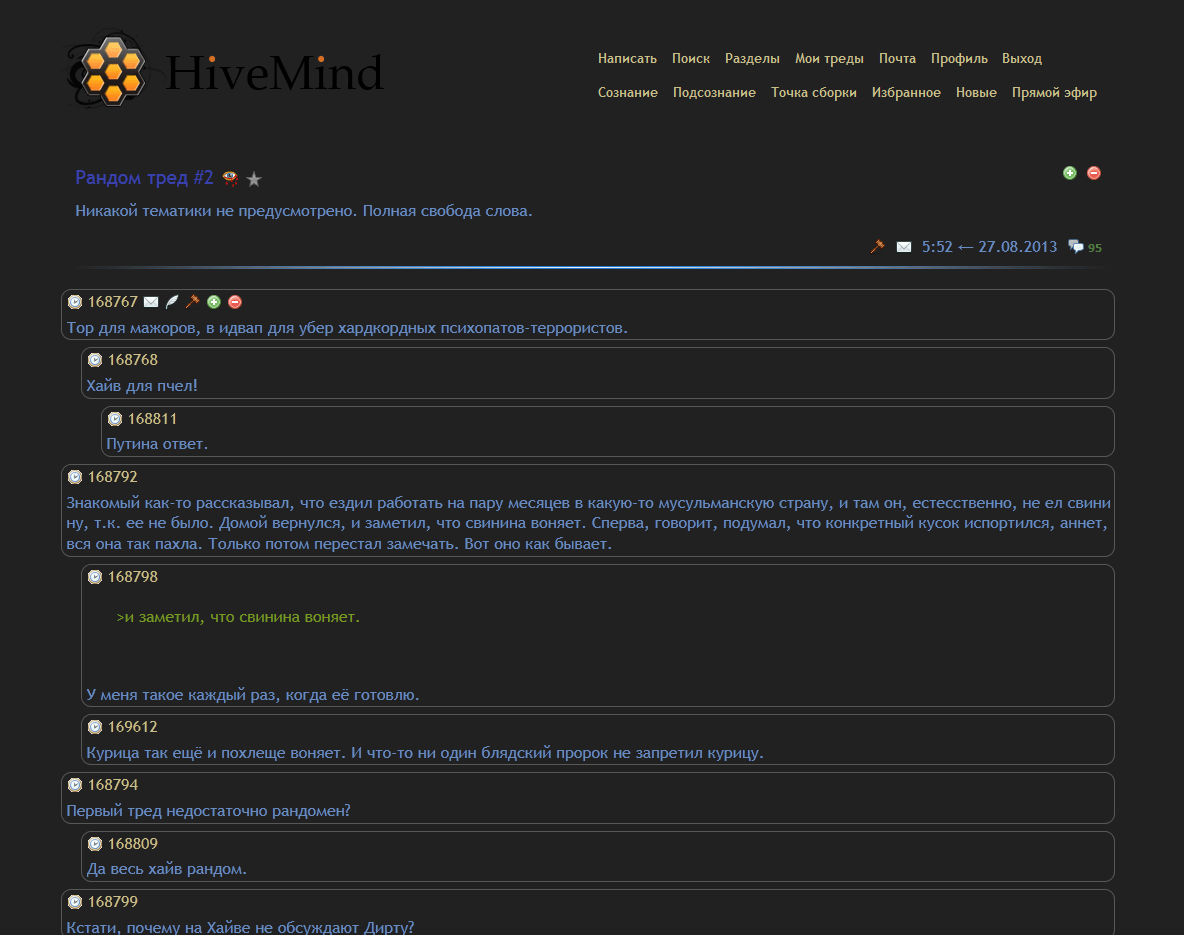 HiveMind
Написать Поиск Разделы Мои треды Почта Профиль Выход
Сознание Подсознание Точка сборки Избранное Новые Прямой эфир
Рандом тред #2
Никакой тематики не предусмотрено. Полная свобода слова.
5:52 ← 27.08.2013 95
168767
Тор для мажоров, в идвап для убер хардкордных психопатов-террористов.
168768
Хайв для пчел!
168811
Путина ответ.
168792
Знакомый как-то рассказывал, что ездил работать на пару месяцев в какую-то мусульманскую страну, и там он, естесственно, не ел свини
ну, т.к. ее не было. Домой вернулся, и заметил, что свинина воняет. Сперва, говорит, подумал, что конкретный кусок испортился, аннет,
вся она так пахла. Только потом перестал замечать. Вот оно как бывает.
168798
>и заметил, что свинина воняет.
У меня такое каждый раз, когда её готовлю.
169612
Курица так ещё и похлеще воняет. И что-то ни один блядский пророк не запретил курицу.
168794
Первый тред недостаточно рандомен?
168809
Да весь хайв рандом.
168799
Кстати, почему на Хайве не обсуждают Дирту?